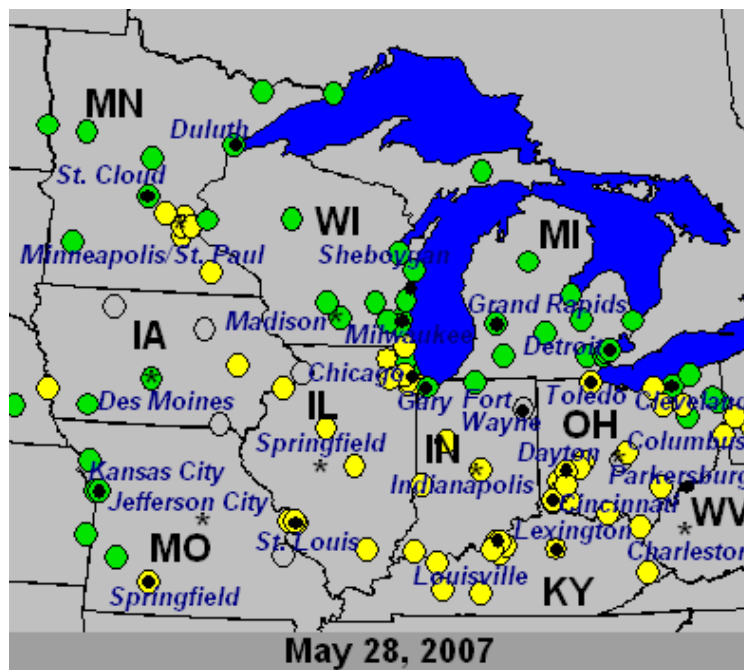 MN
Duluth
St. Cloud
WI
MI
Minneapolis/St. Paul
Sheboygan
Grand Rapids
Madison
Milwaukee
IA
Detroit
Chicago
Des Moines
Gary
Fort Wayne
Toledo
Cleveland
IL
OH
Springfield
IN
Columbus
Dayton
Kansas City
Parkersburg
Indianapolis
Jefferson City
Cincinnati
WV
Lexington
MO
St. Louis
Charleston
Louisville
Springfield
KY
May 28, 2007